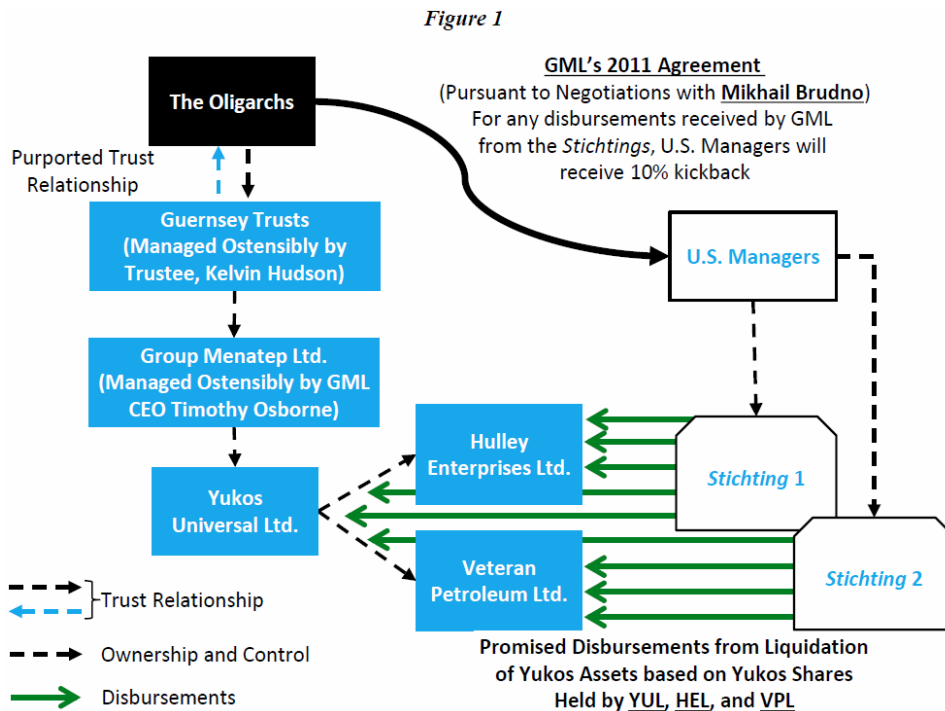 Figure 1
GML's 2011 Agreement
(Pursuant to Negotiations with Mikhail Brudno)
For any disbursements received by GML
from the Stichtings, U.S. Managers will
receive 10% kickback
The Oligarchs
Purported Trust
Relationship
Guernsey Trusts
(Managed Ostensibly by
Trustee, Kelvin Hudson)
U.S. Managers
Group Menatep Ltd.
(Managed Ostensibly by GML
CEO Timothy Osborne)
Hulley
Enterprises Ltd.
Stichting 1
Yukos
Universal Ltd.
Veteran
Petroleum Ltd.
Stichting 2
Trust Relationship
Ownership and Control
Disbursements
Promised Disbursements from Liquidation
of Yukos Assets based on Yukos Shares
Held by YUL, HEL, and VPL